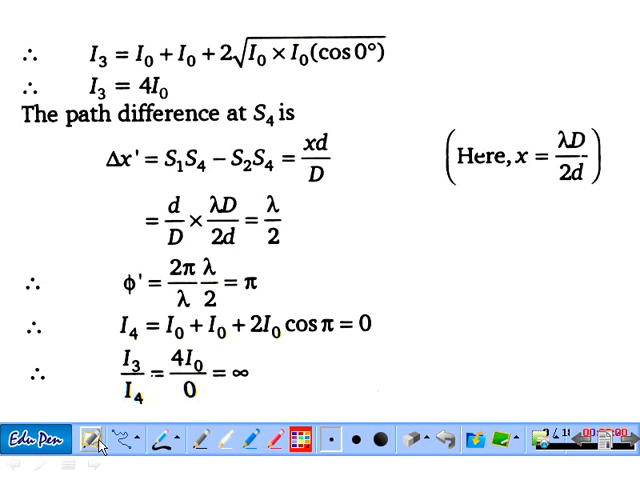 ∴ I₃ = I₀ + I₀ + 2√I₀ × I₀(cos 0°)
∴ I₃ = 4I₀
The path difference at S₄ is
Δx' = S₁S₄ − S₂S₄ = xd/D (Here, x = λD/2d)
= d/D × λD/2d = λ/2
∴ ϕ' = 2π/λ λ/2 = π
∴ I₄ = I₀ + I₀ + 2I₀ cos π = 0
∴ I₃/I₄ = 4I₀/0 = ∞
Edu Pen